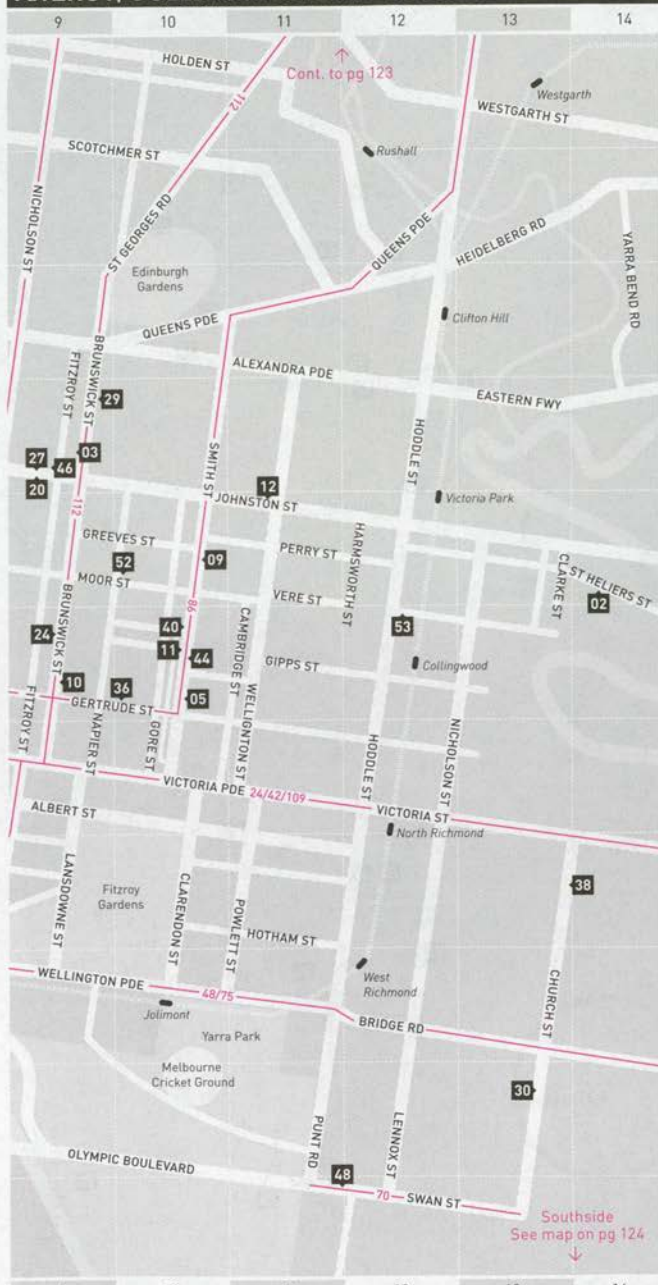 9 10 11 12 13 14
HOLDEN ST
Cont. to pg 123
112
Westgarth
WESTGARTH ST
SCOTCHMER ST
Rushall
NICHOLSON ST
ST GEORGES RD
QUEENS PDE
HEIDELBERG RD
YARRA BEND RD
Edinburgh
Gardens
Clifton Hill
QUEENS PDE
ALEXANDRA PDE
FITZROY ST
BRUNSWICK ST
29
EASTERN FWY
HODDLE ST
SMITH ST
27
46
03
20
12
JOHNSTON ST
Victoria Park
112
GREEVES ST
52
09
PERRY ST
HARMSWORTH ST
MOOR ST
CLARKE ST
ST HELIERS ST
02
BRUNSWICK ST
86
VERE ST
24
40
CAMBRIDGE ST
53
11
44
GIPPS ST
Collingwood
10
36
05
GERTRUDE ST
WELLIGNTON ST
FITZROY ST
NAPIER ST
GORE ST
HODDLE ST
NICHOLSON ST
VICTORIA PDE 24/42/109
VICTORIA ST
ALBERT ST
North Richmond
LANSDOWNE ST
Fitzroy
Gardens
CLARENDON ST
POWLETT ST
38
HOTHAM ST
West
Richmond
CHURCH ST
WELLINGTON PDE
48/75
Jolimont
BRIDGE RD
Yarra Park
Melbourne
Cricket Ground
30
PUNT RD
LENNOX ST
OLYMPIC BOULEVARD
48
70
SWAN ST
Southside
See map on pg 124